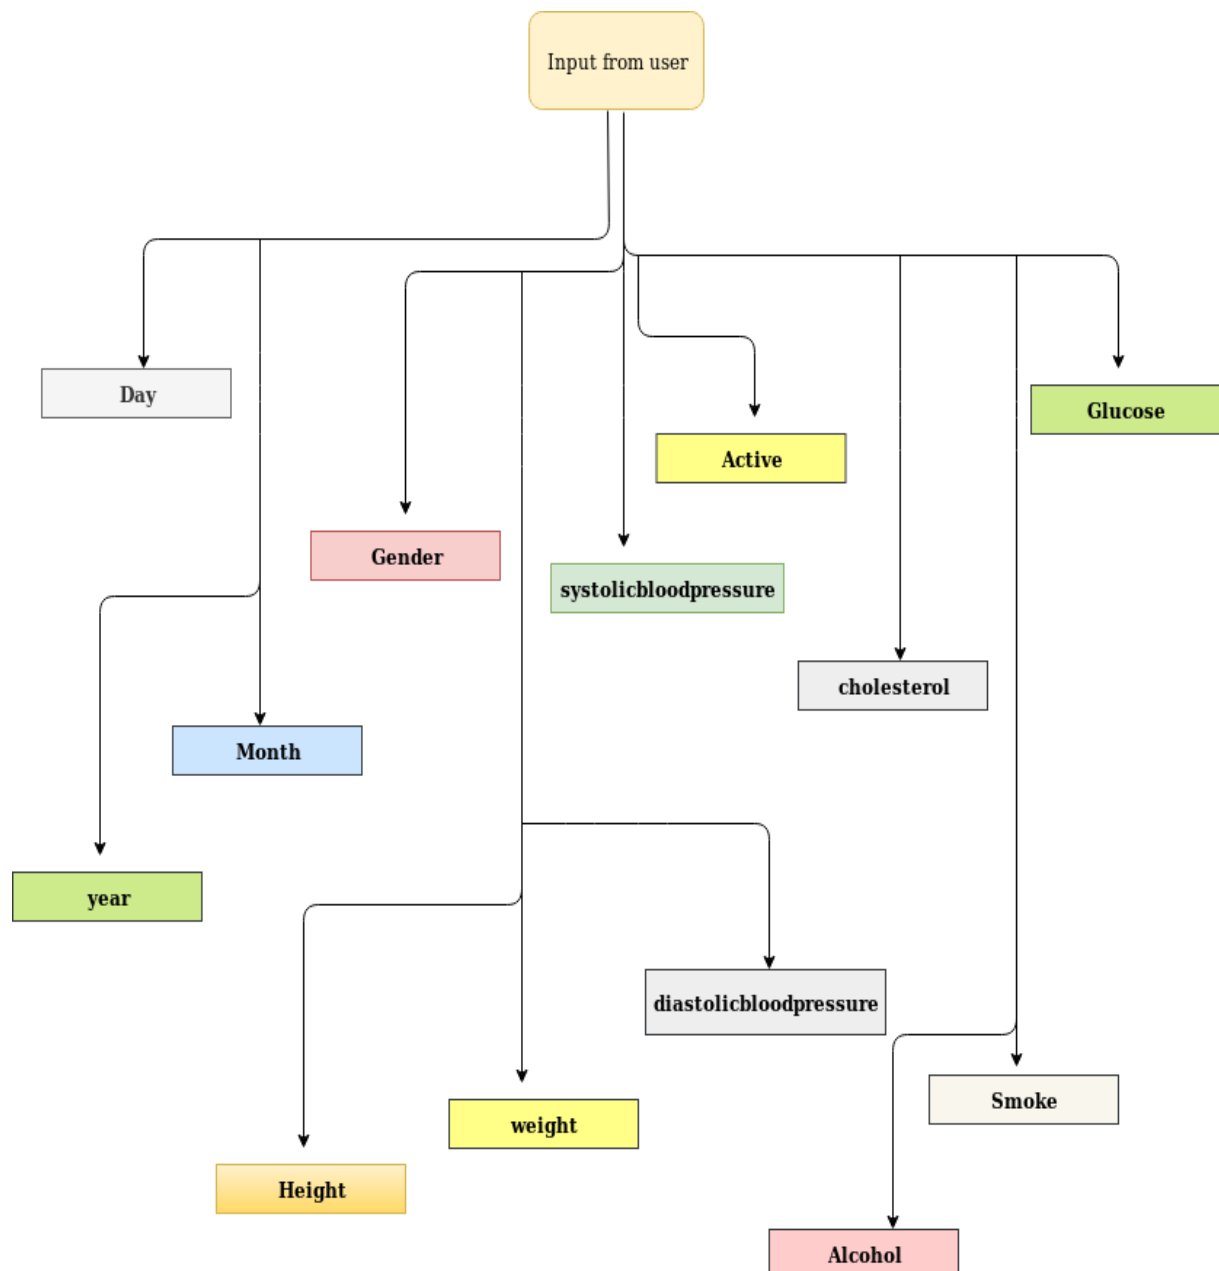 Input from user
Day
Glucose
Active
Gender
systolicbloodpressure
cholesterol
Month
year
diastolicbloodpressure
Smoke
weight
Height
Alcohol